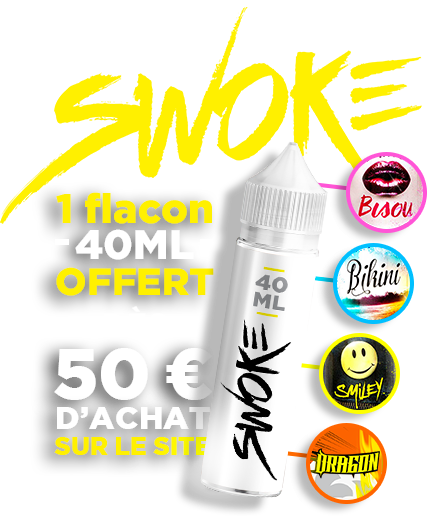 SWOKE
1 flacon
-40ML
OFFERT
50 €
D'ACHAT
SUR LE SITE
40
ML
SWOKE
Bisou
Bikini
SMiLEY
DRAGON